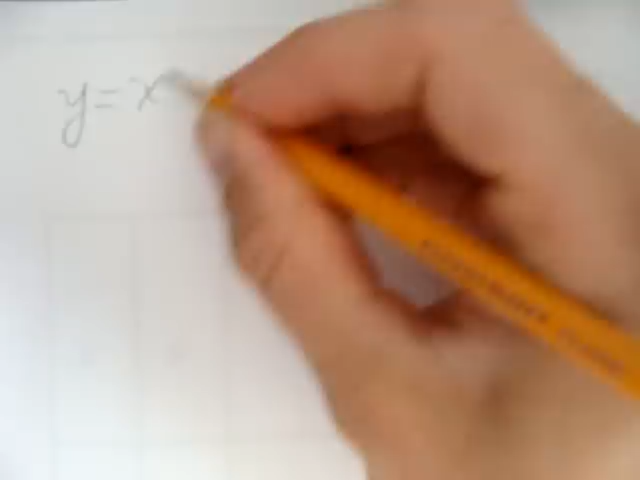 y = x